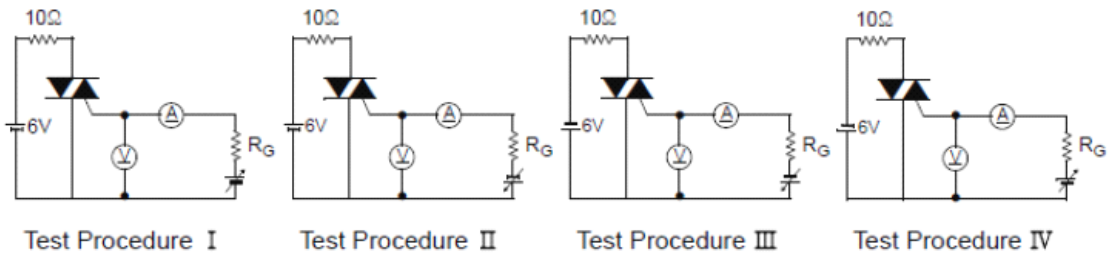 10Ω 10Ω 10Ω 10Ω
A A A A
6V 6V 6V 6V
V RG V RG V RG V RG
Test Procedure Ⅰ Test Procedure Ⅱ Test Procedure Ⅲ Test Procedure Ⅳ